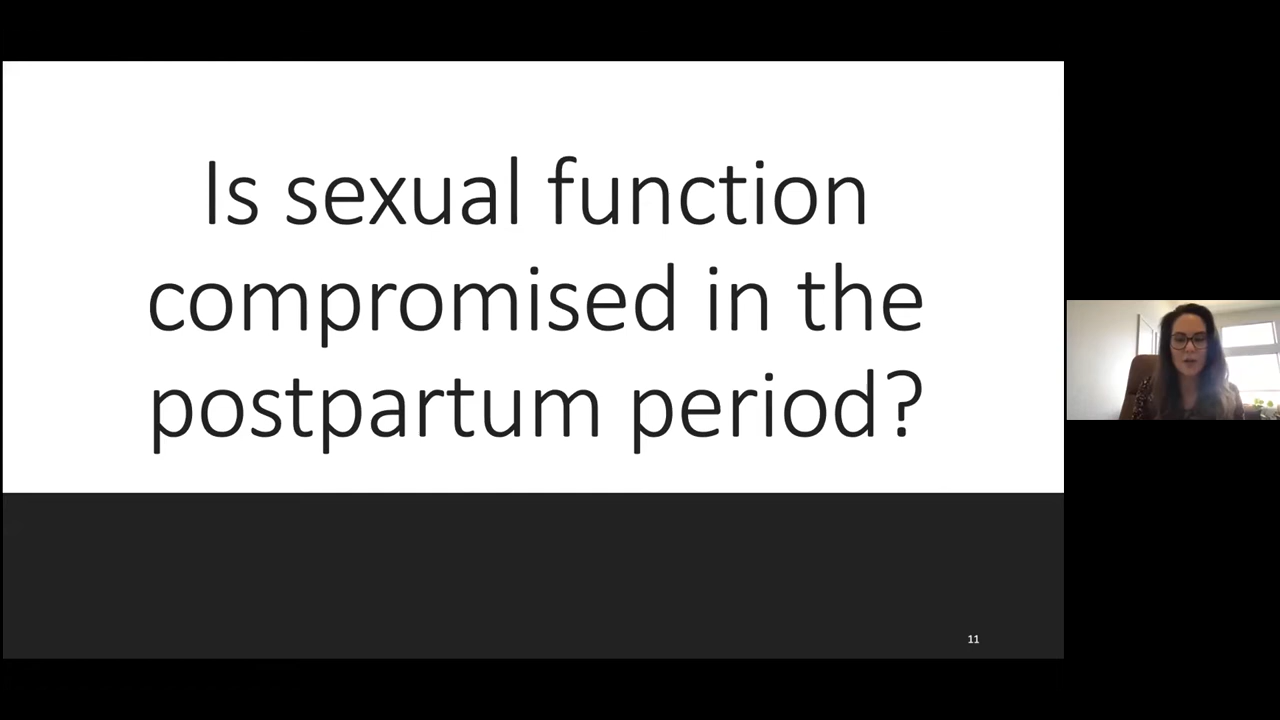 Is sexual function
compromised in the
postpartum period?
11